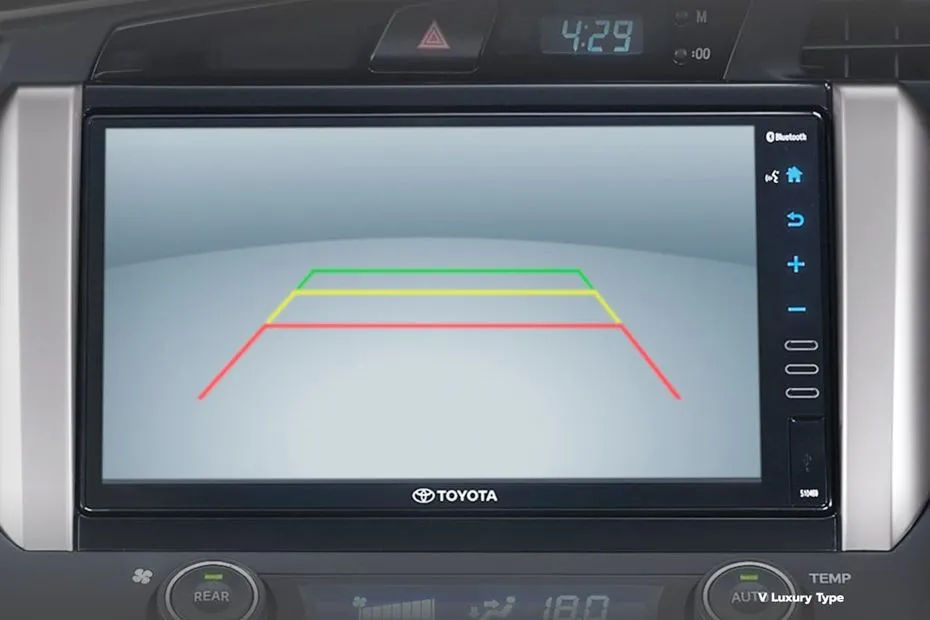 4:29
M
:00
Bluetooth
TOYOTA
REAR
18.0
AUTO
TEMP
V Luxury Type